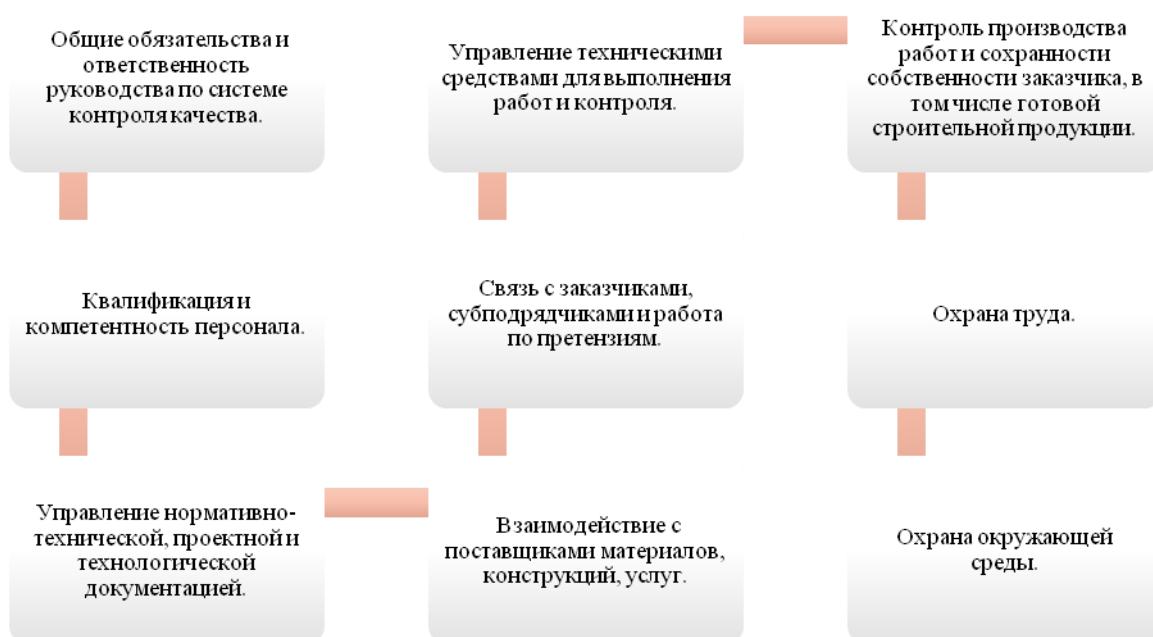 Общие обязательства и
ответственность
руководства по системе
контроля качества.
Квалификация и
компетентность персонала.
Управление нормативно-
технической, проектной и
технологической
документацией.
Взаимодействие с
поставщиками материалов,
конструкций, услуг.
Связь с заказчиками,
субподрядчиками и работа
по претензиям.
Управление техническими
средствами для выполнения
работ и контроля.
Контроль производства
работ и сохранности
собственности заказчика, в
том числе готовой
строительной продукции.
Охрана труда.
Охрана окружающей
среды.